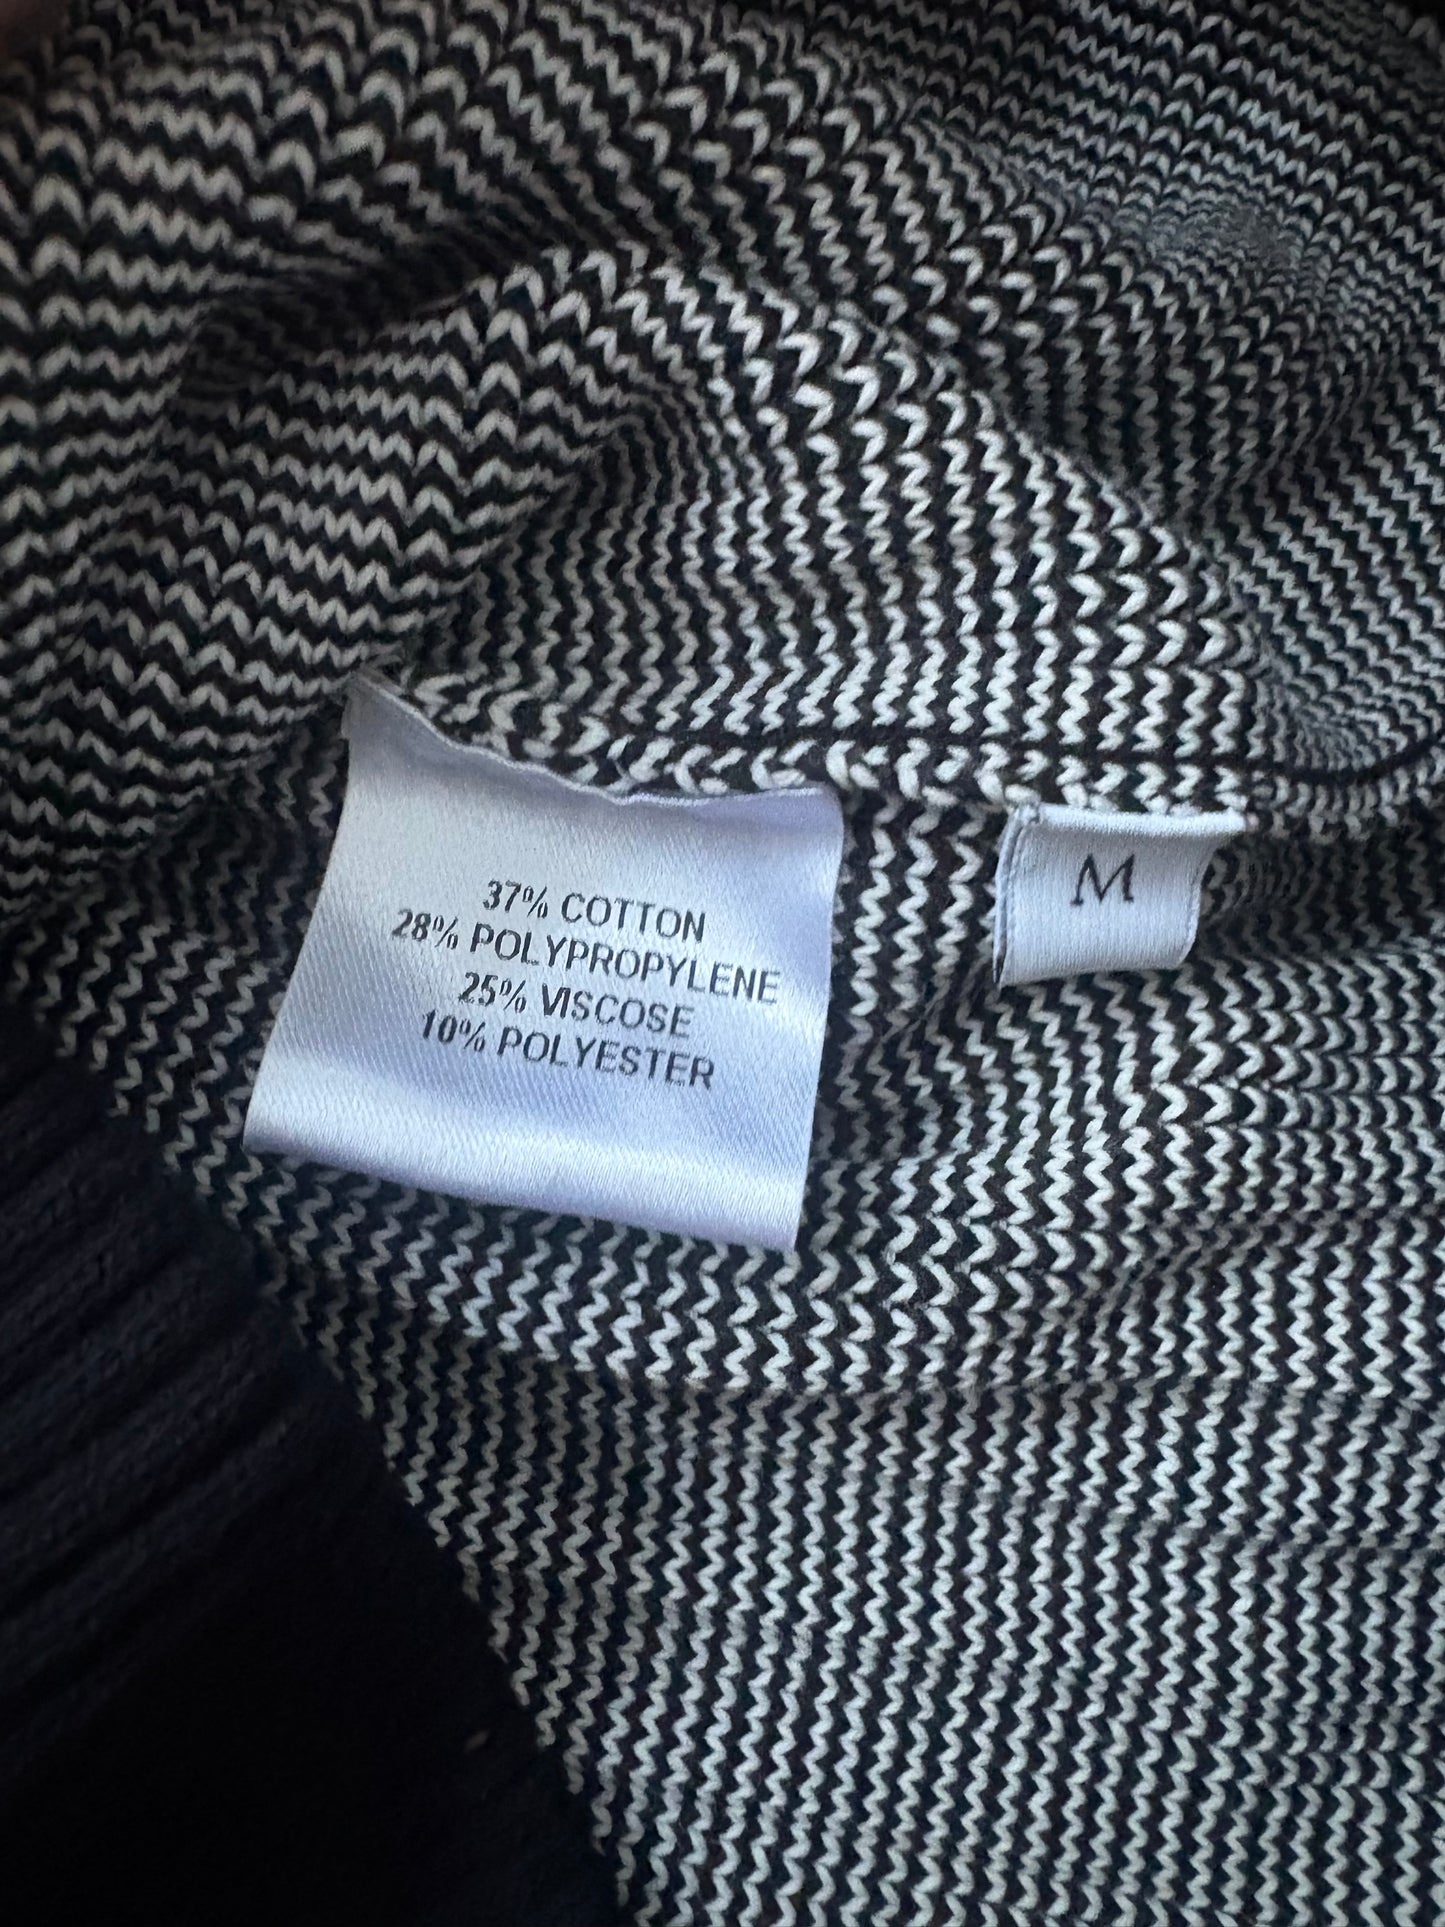 37% COTTON
28% POLYPROPYLENE
25% VISCOSE
10% POLYESTER
M